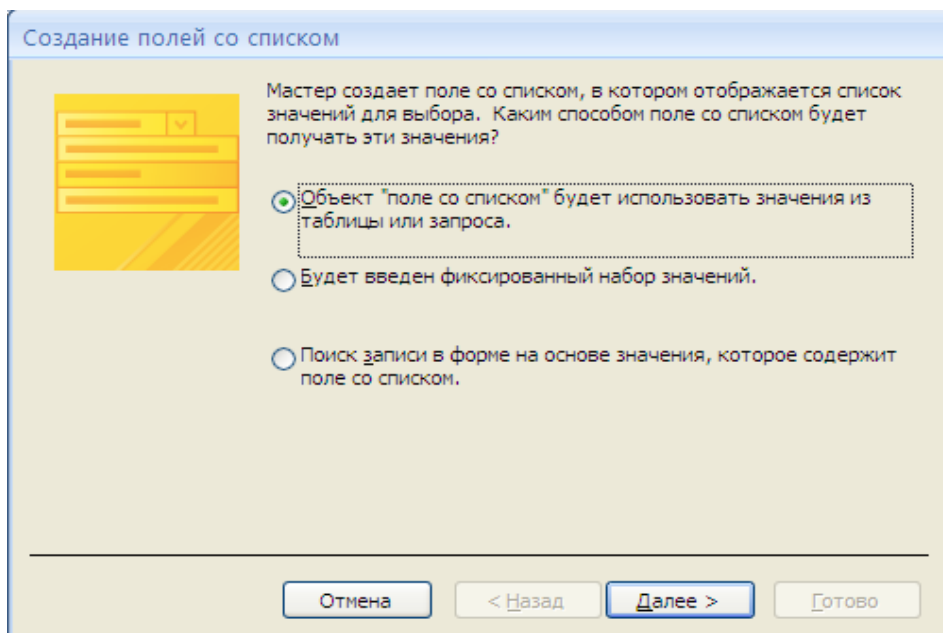 Создание полей со списком
Мастер создает поле со списком, в котором отображается список
значений для выбора. Каким способом поле со списком будет
получать эти значения?
Объект "поле со списком" будет использовать значения из
таблицы или запроса.
Будет введен фиксированный набор значений.
Поиск записи в форме на основе значения, которое содержит
поле со списком.
Отмена < Назад Далее > Готово